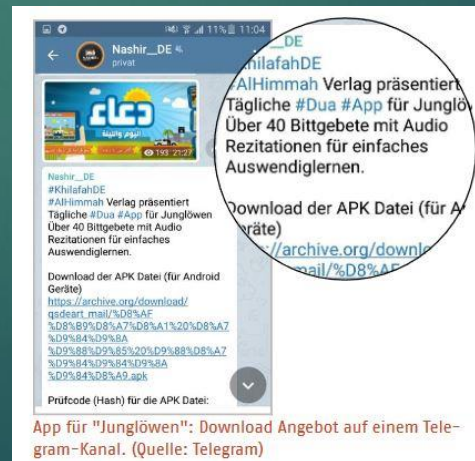 11% 11:04
Nashir__DE
privat
دعاء
اليوم والليلة
193 21:27
Nashir__DE
#KhilafahDE
#AlHimmah Verlag präsentiert
Tägliche #Dua #App für Junglöwen
Über 40 Bittgebete mit Audio
Rezitationen für einfaches
Auswendiglernen.
Download der APK Datei (für Android
Geräte)
https://archive.org/download/
qsdeart_mail/%D8%AF
%D8%B9%D8%A7%D8%A1%20%D8%A7
%D9%84%D9%8A
%D9%88%D9%85%20%D9%88%D8%A7
%D9%84%D9%84%D9%8A
%D9%84%D8%A9.apk
Prüfcode (Hash) für die APK Datei:
_DE
hilafahDE
AlHimmah Verlag präsentiert
Tägliche #Dua #App für Junglö
Über 40 Bittgebete mit Audio
Rezitationen für einfaches
Auswendiglernen.
Download der APK Datei (für A
eräte)
://archive.org/downlo
mail/%D8%AF
App für "Junglöwen": Download Angebot auf einem Tele-
gram-Kanal. (Quelle: Telegram)